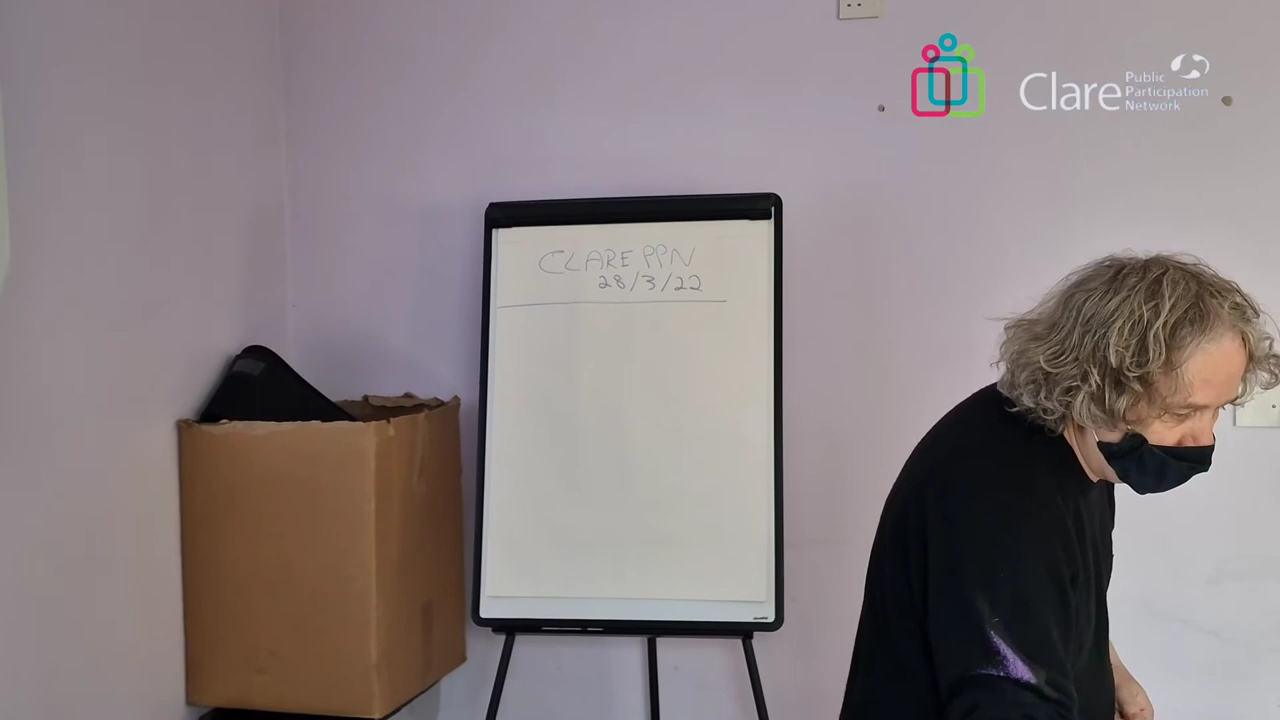 Clare Public
Participation
Network
CLARE PPN
28/3/22